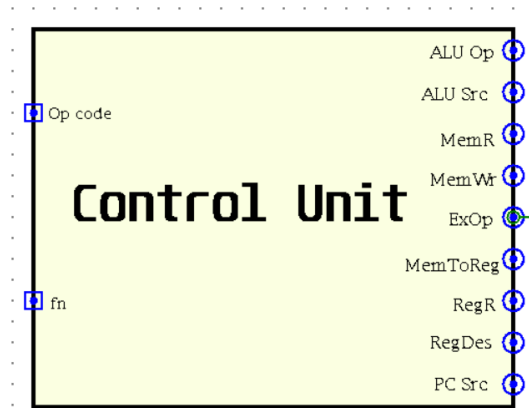 ALU Op
ALU Src
Op code
MemR
MemWr
Control Unit
ExOp
MemToReg
fn
RegR
RegDes
PC Src